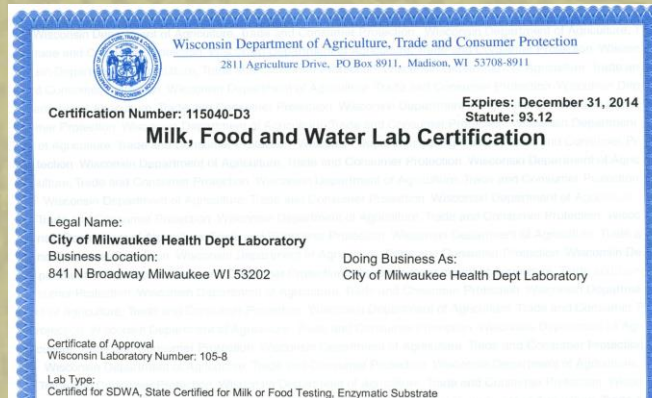 Wisconsin Department of Agriculture, Trade and Consumer Protection
2811 Agriculture Drive, PO Box 8911, Madison, WI 53708-8911
Certification Number: 115040-D3
Expires: December 31, 2014
Statute: 93.12
Milk, Food and Water Lab Certification
Legal Name:
City of Milwaukee Health Dept Laboratory
Business Location:
841 N Broadway Milwaukee WI 53202
Doing Business As:
City of Milwaukee Health Dept Laboratory
Certificate of Approval
Wisconsin Laboratory Number: 105-8
Lab Type:
Certified for SDWA, State Certified for Milk or Food Testing, Enzymatic Substrate